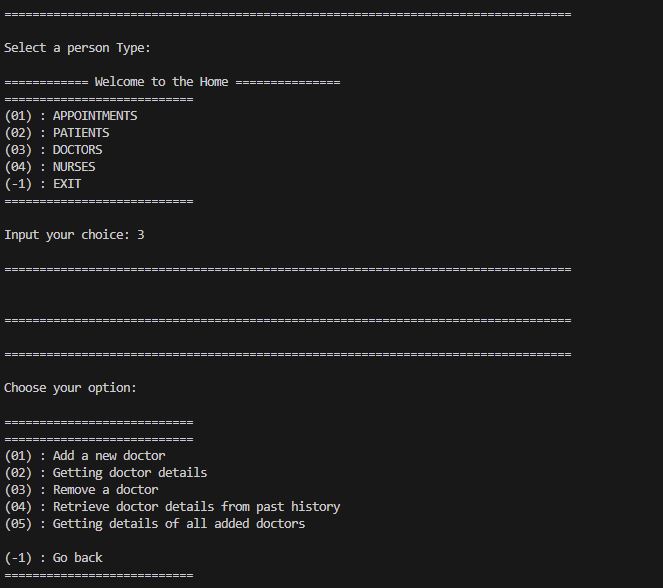 =================================================================================
Select a person Type:
============ Welcome to the Home ===============
===========================
(01) : APPOINTMENTS
(02) : PATIENTS
(03) : DOCTORS
(04) : NURSES
(-1) : EXIT
===========================
Input your choice: 3
=================================================================================
=================================================================================
=================================================================================
Choose your option:
===========================
===========================
(01) : Add a new doctor
(02) : Getting doctor details
(03) : Remove a doctor
(04) : Retrieve doctor details from past history
(05) : Getting details of all added doctors
(-1) : Go back
===========================